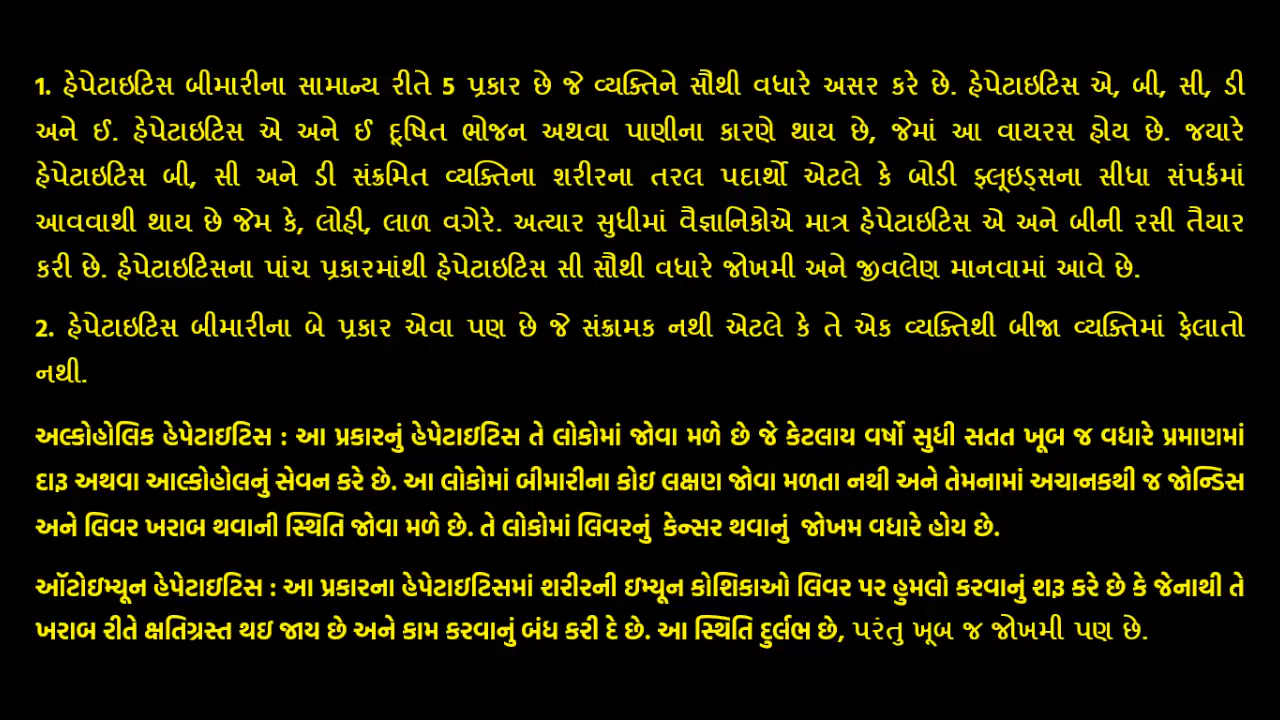 1. હેપેટાઇટિસ બીમારીના સામાન્ય રીતે 5 પ્રકાર છે જે વ્યક્તિને સૌથી વધારે અસર કરે છે. હેપેટાઇટિસ એ, બી, સી, ડી
અને ઈ. હેપેટાઇટિસ એ અને ઈ દૂષિત ભોજન અથવા પાણીના કારણે થાય છે, જેમાં આ વાયરસ હોય છે. જયારે
હેપેટાઇટિસ બી, સી અને ડી સંક્રમિત વ્યક્તિના શરીરના તરલ પદાર્થો એટલે કે બોડી ફ્લૂઇડ્સના સીધા સંપર્કમાં
આવવાથી થાય છે જેમ કે, લોહી, લાળ વગેરે. અત્યાર સુધીમાં વૈજ્ઞાનિકોએ માત્ર હેપેટાઇટિસ એ અને બીની રસી તૈયાર
કરી છે. હેપેટાઇટિસના પાંચ પ્રકારમાંથી હેપેટાઇટિસ સી સૌથી વધારે જોખમી અને જીવલેણ માનવામાં આવે છે.
2. હેપેટાઇટિસ બીમારીના બે પ્રકાર એવા પણ છે જે સંક્રામક નથી એટલે કે તે એક વ્યક્તિથી બીજા વ્યક્તિમાં ફેલાતો
નથી.
અલ્કોહોલિક હેપેટાઇટિસ : આ પ્રકારનું હેપેટાઇટિસ તે લોકોમાં જોવા મળે છે જે કેટલાય વર્ષો સુધી સતત ખૂબ જ વધારે પ્રમાણમાં
દારૂ અથવા આલ્કોહોલનું સેવન કરે છે. આ લોકોમાં બીમારીના કોઇ લક્ષણ જોવા મળતા નથી અને તેમનામાં અચાનકથી જ જોન્ડિસ
અને લિવર ખરાબ થવાની સ્થિતિ જોવા મળે છે. તે લોકોમાં લિવરનું કેન્સર થવાનું જોખમ વધારે હોય છે.
ઑટોઇમ્યૂન હેપેટાઇટિસ : આ પ્રકારના હેપેટાઇટિસમાં શરીરની ઇમ્યૂન કોશિકાઓ લિવર પર હુમલો કરવાનું શરૂ કરે છે કે જેનાથી તે
ખરાબ રીતે ક્ષતિગ્રસ્ત થઇ જાય છે અને કામ કરવાનું બંધ કરી દે છે. આ સ્થિતિ દુર્લભ છે, પરંતુ ખૂબ જ જોખમી પણ છે.